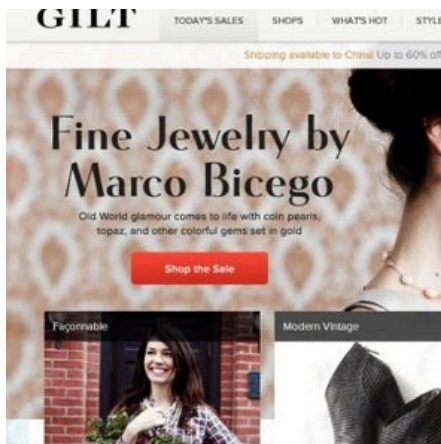 GILT TODAY'S SALES SHOPS WHAT'S HOT STYLE
Shipping available to China! Up to 60% off
Fine Jewelry by
Marco Bicego
Old World glamour comes to life with coin pearls,
topaz, and other colorful gems set in gold
Shop the Sale
Façonnable Modern Vintage